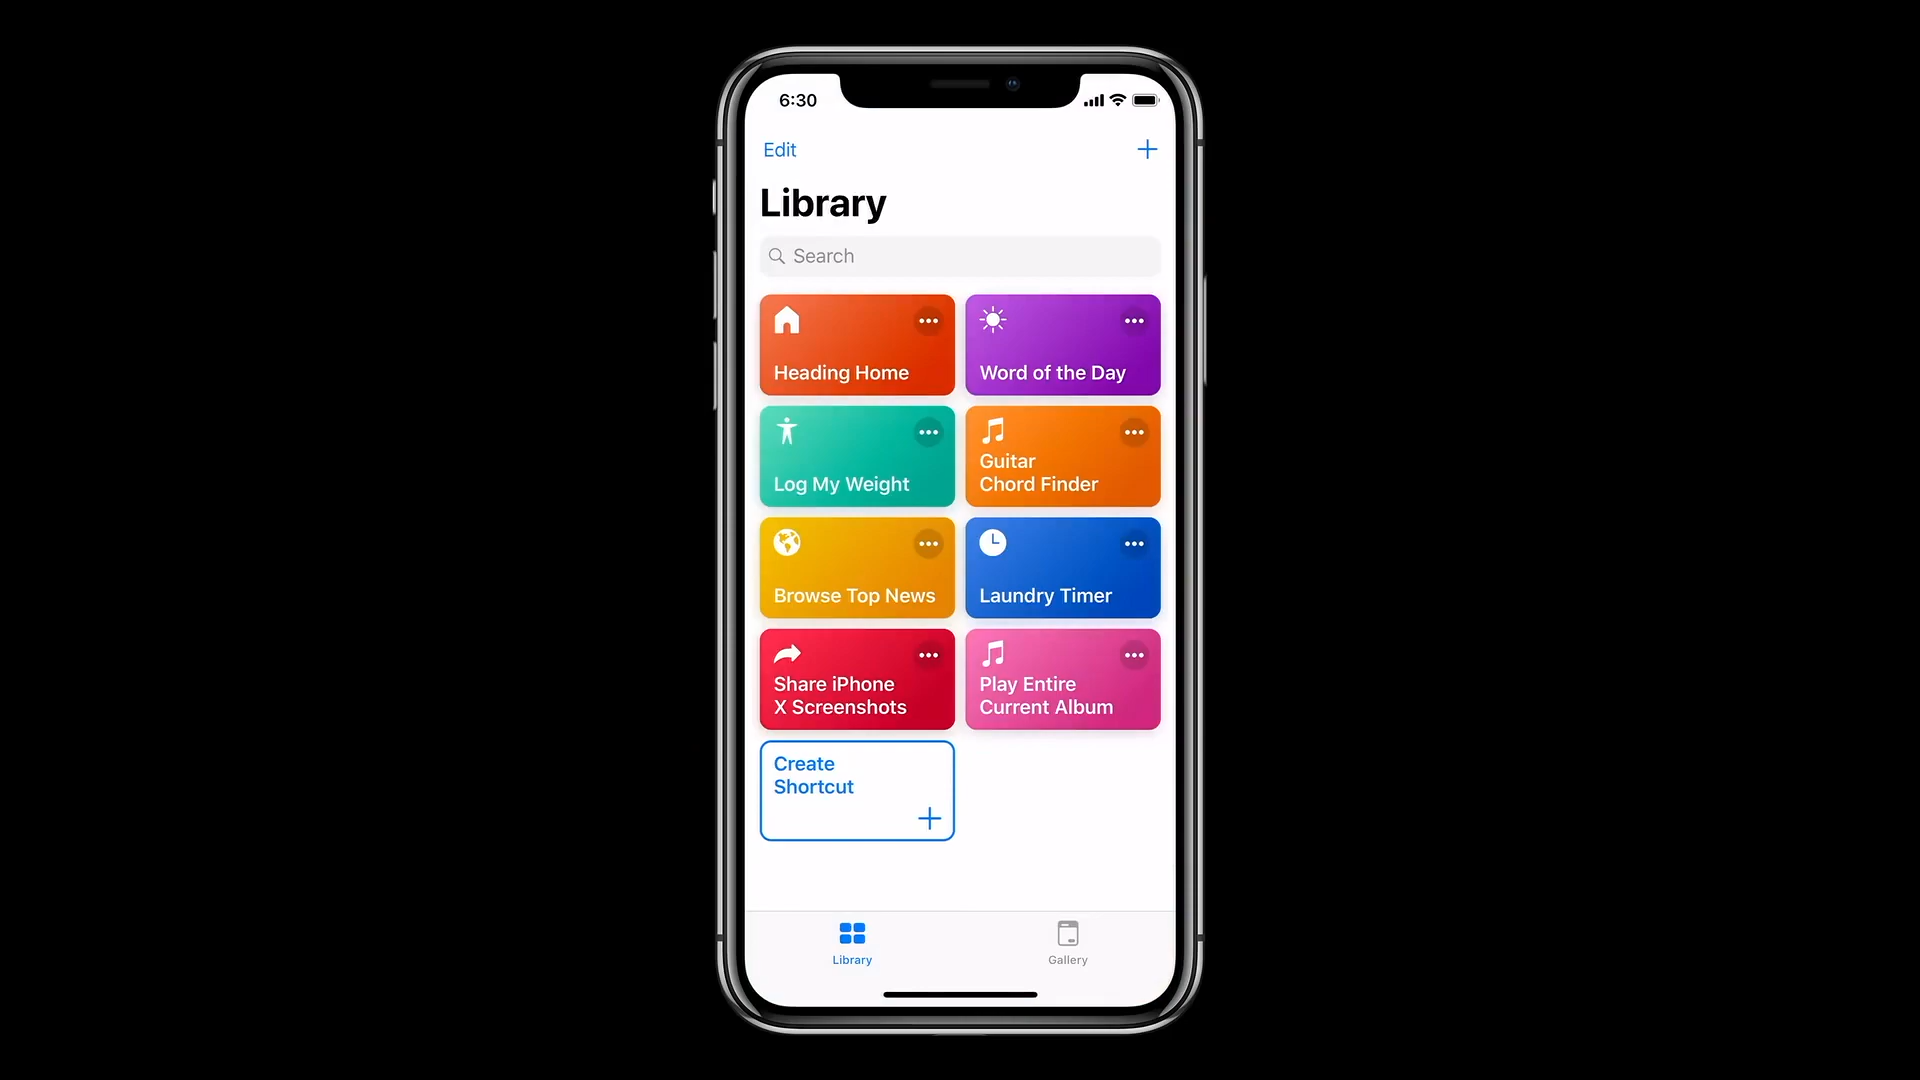 6:30
Edit
Library
Search
Heading Home
Word of the Day
Log My Weight
Guitar
Chord Finder
Browse Top News
Laundry Timer
Share iPhone
X Screenshots
Play Entire
Current Album
Create
Shortcut
Library
Gallery